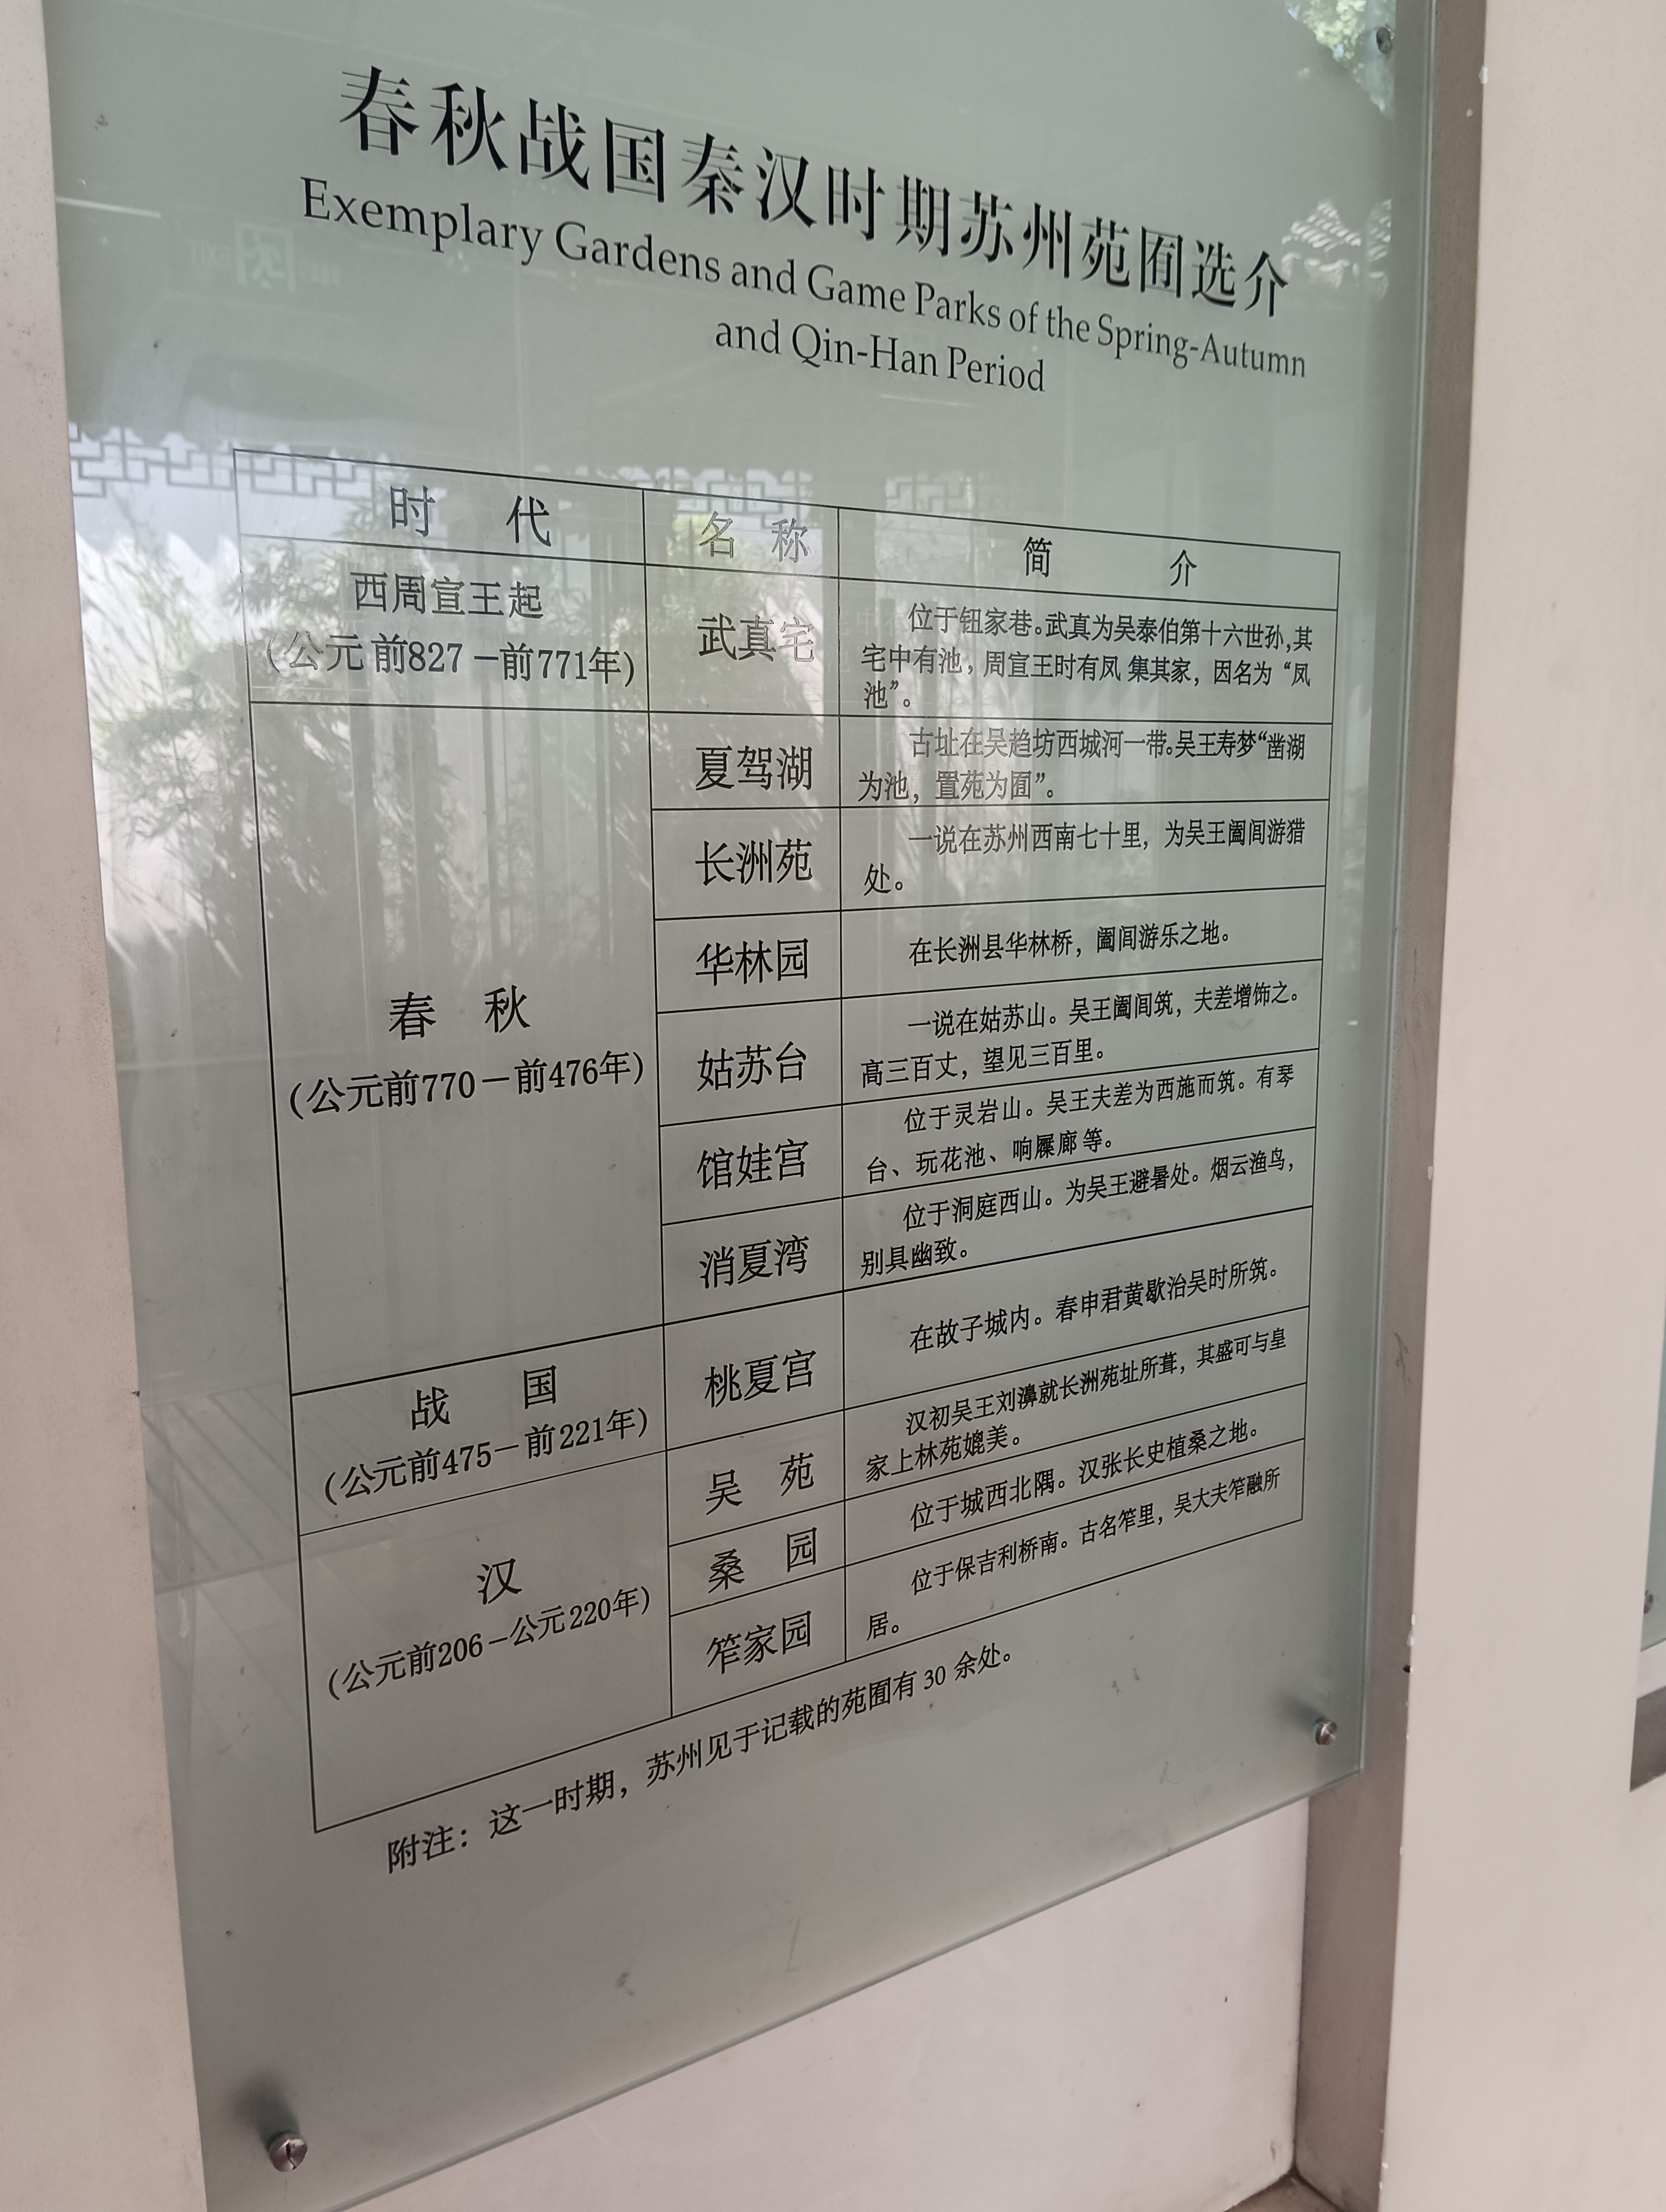 春秋战国秦汉时期苏州苑囿选介
Exemplary Gardens and Game Parks of the Spring-Autumn
and Qin-Han Period
时 代 名 称 简 介
西周宣王起
(公元前827－前771年)
武真宅
位于钮家巷。武真为吴泰伯第十六世孙,其
宅中有池，周宣王时有凤集其家，因名为“凤
池”。
春 秋
(公元前770－前476年)
夏驾湖
古址在吴趋坊西城河一带。吴王寿梦“凿湖
为池，置苑为囿”。
长洲苑
一说在苏州西南七十里，为吴王阖闾游猎
处。
华林园
在长洲县华林桥，阖闾游乐之地。
姑苏台
一说在姑苏山。吴王阖闾筑，夫差增饰之。
高三百丈，望见三百里。
馆娃宫
位于灵岩山。吴王夫差为西施而筑。有琴
台、玩花池、响屧廊等。
消夏湾
位于洞庭西山。为吴王避暑处。烟云渔鸟，
别具幽致。
战 国
(公元前475－前221年)
桃夏宫
在故子城内。春申君黄歇治吴时所筑。
汉
(公元前206－公元220年)
吴 苑
汉初吴王刘濞就长洲苑址所葺，其盛可与皇
家上林苑媲美。
桑 园
位于城西北隅。汉张长史植桑之地。
笮家园
位于保吉利桥南。古名笮里，吴大夫笮融所
居。
附注：这一时期，苏州见于记载的苑囿有 30 余处。